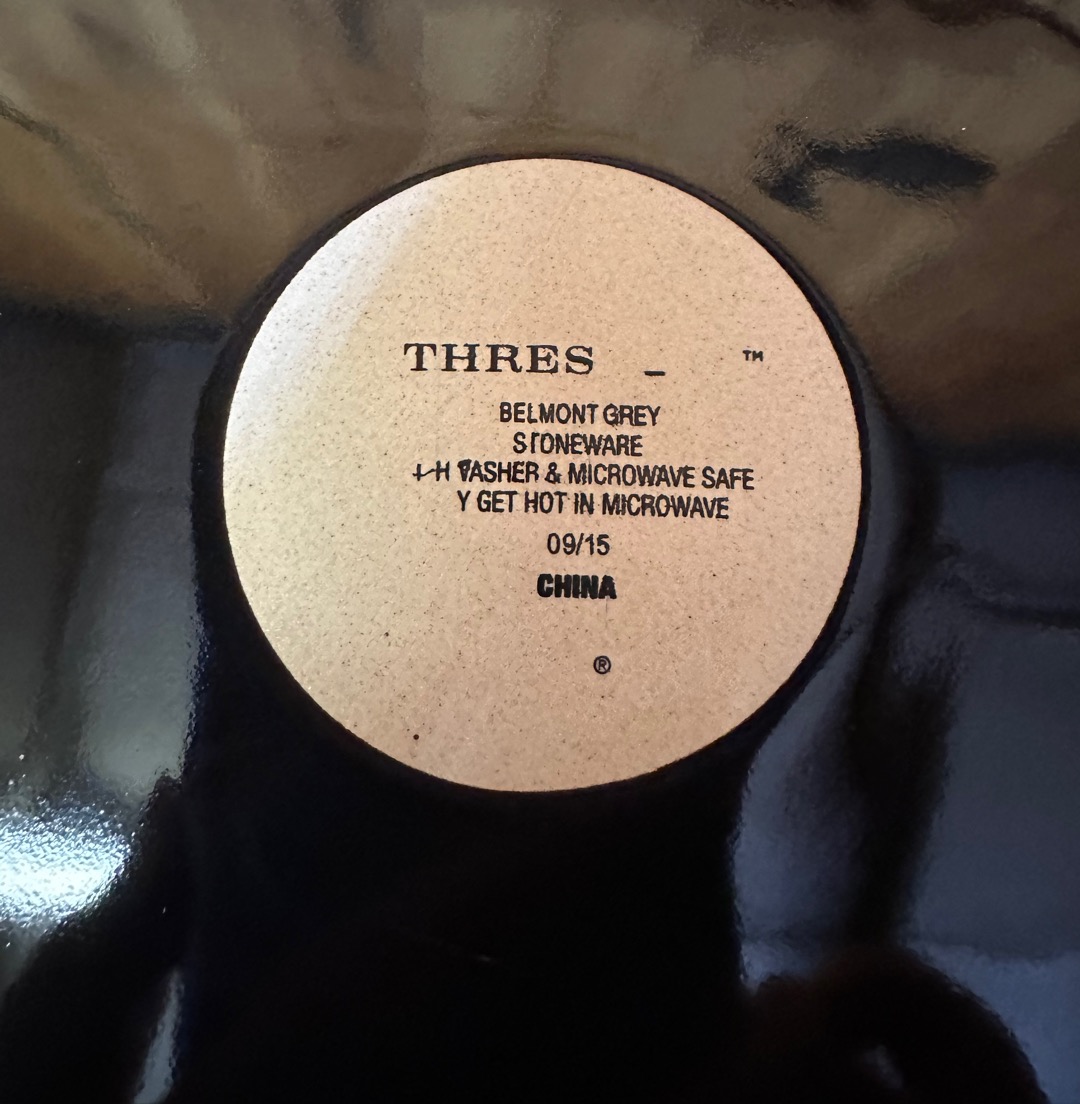 THRES ™
BELMONT GREY
STONEWARE
& MICROWAVE SAFE
Y GET HOT IN MICROWAVE
09/15
CHINA
®